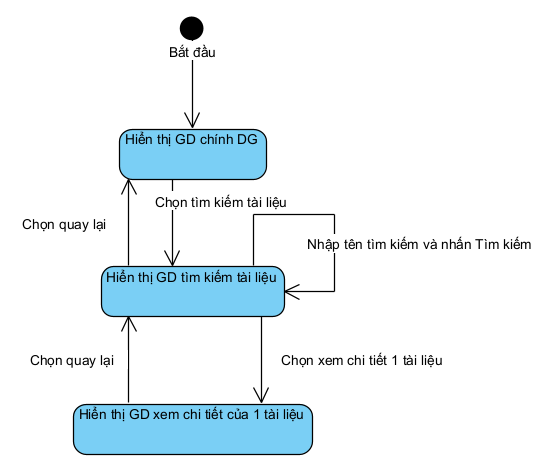 Bắt đầu
Hiển thị GD chính DG
Chọn tìm kiếm tài liệu
Chọn quay lại
Nhập tên tìm kiếm và nhấn Tìm kiếm
Hiển thị GD tìm kiếm tài liệu
Chọn quay lại
Chọn xem chi tiết 1 tài liệu
Hiển thị GD xem chi tiết của 1 tài liệu